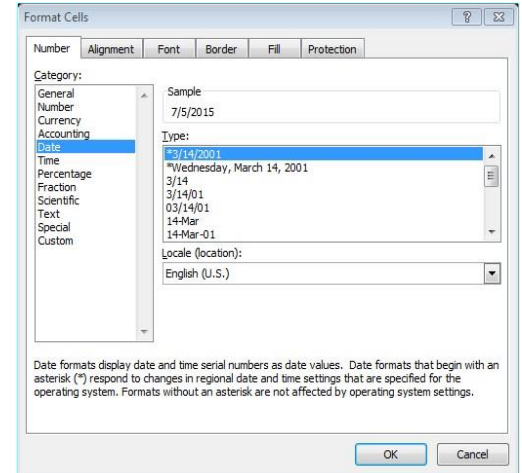 Format Cells
Number Alignment Font Border Fill Protection
Category:
General
Number
Currency
Accounting
Date
Time
Percentage
Fraction
Scientific
Text
Special
Custom
Sample
7/5/2015
Type:
*3/14/2001
*Wednesday, March 14, 2001
3/14
3/14/01
03/14/01
14-Mar
14-Mar-01
Locale (location):
English (U.S.)
Date formats display date and time serial numbers as date values.  Date formats that begin with an
asterisk (*) respond to changes in regional date and time settings that are specified for the
operating system. Formats without an asterisk are not affected by operating system settings.
OK Cancel